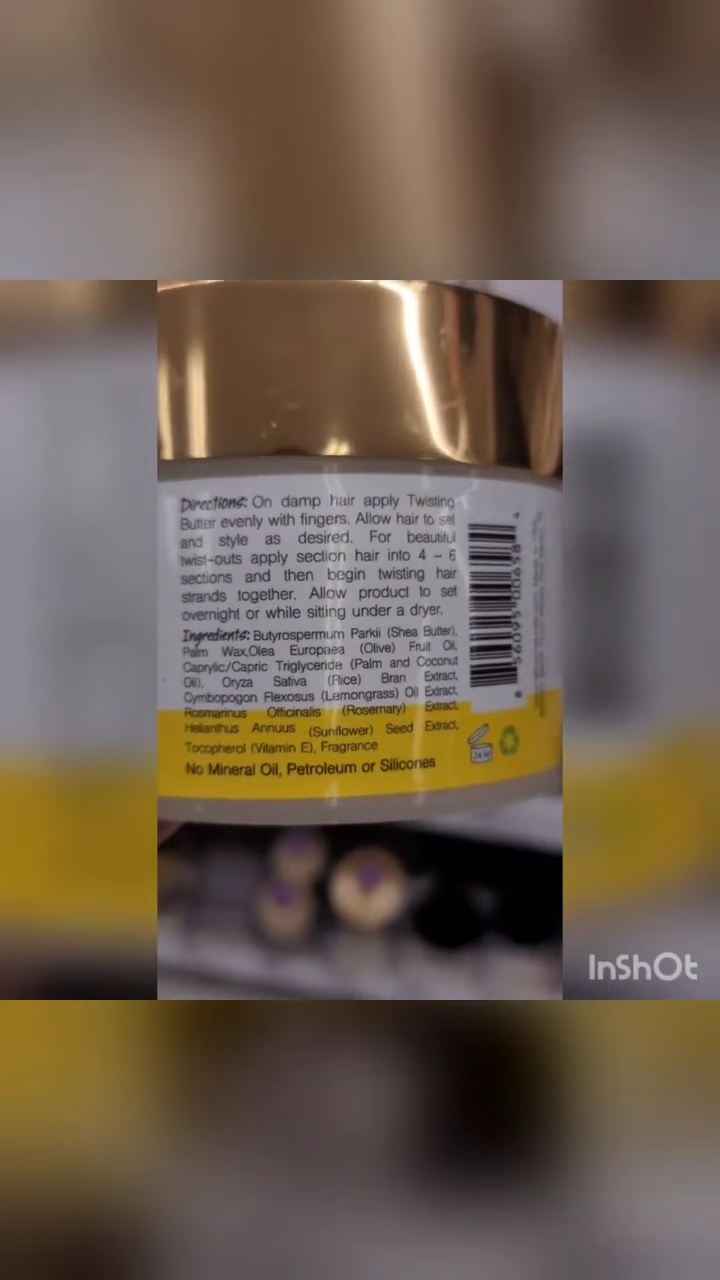 Directions: On damp hair apply Twisting
Butter evenly with fingers. Allow hair to set
and style as desired. For beautiful
twist-outs apply section hair into 4 – 6
sections and then begin twisting hair
strands together. Allow product to set
overnight or while sitting under a dryer.
Ingredients: Butyrospermum Parkii (Shea Butter),
Palm Wax,Olea Europaea (Olive) Fruit Oil,
Caprylic/Capric Triglyceride (Palm and Coconut
Oil), Oryza Sativa (Rice) Bran Extract,
Cymbopogon Flexosus (Lemongrass) Oil Extract,
Rosmarinus Officinalis (Rosemary) Extract,
Helianthus Annuus (Sunflower) Seed Extract,
Tocopherol (Vitamin E), Fragrance
No Mineral Oil, Petroleum or Silicones
8 56095 00658 4
InShOt